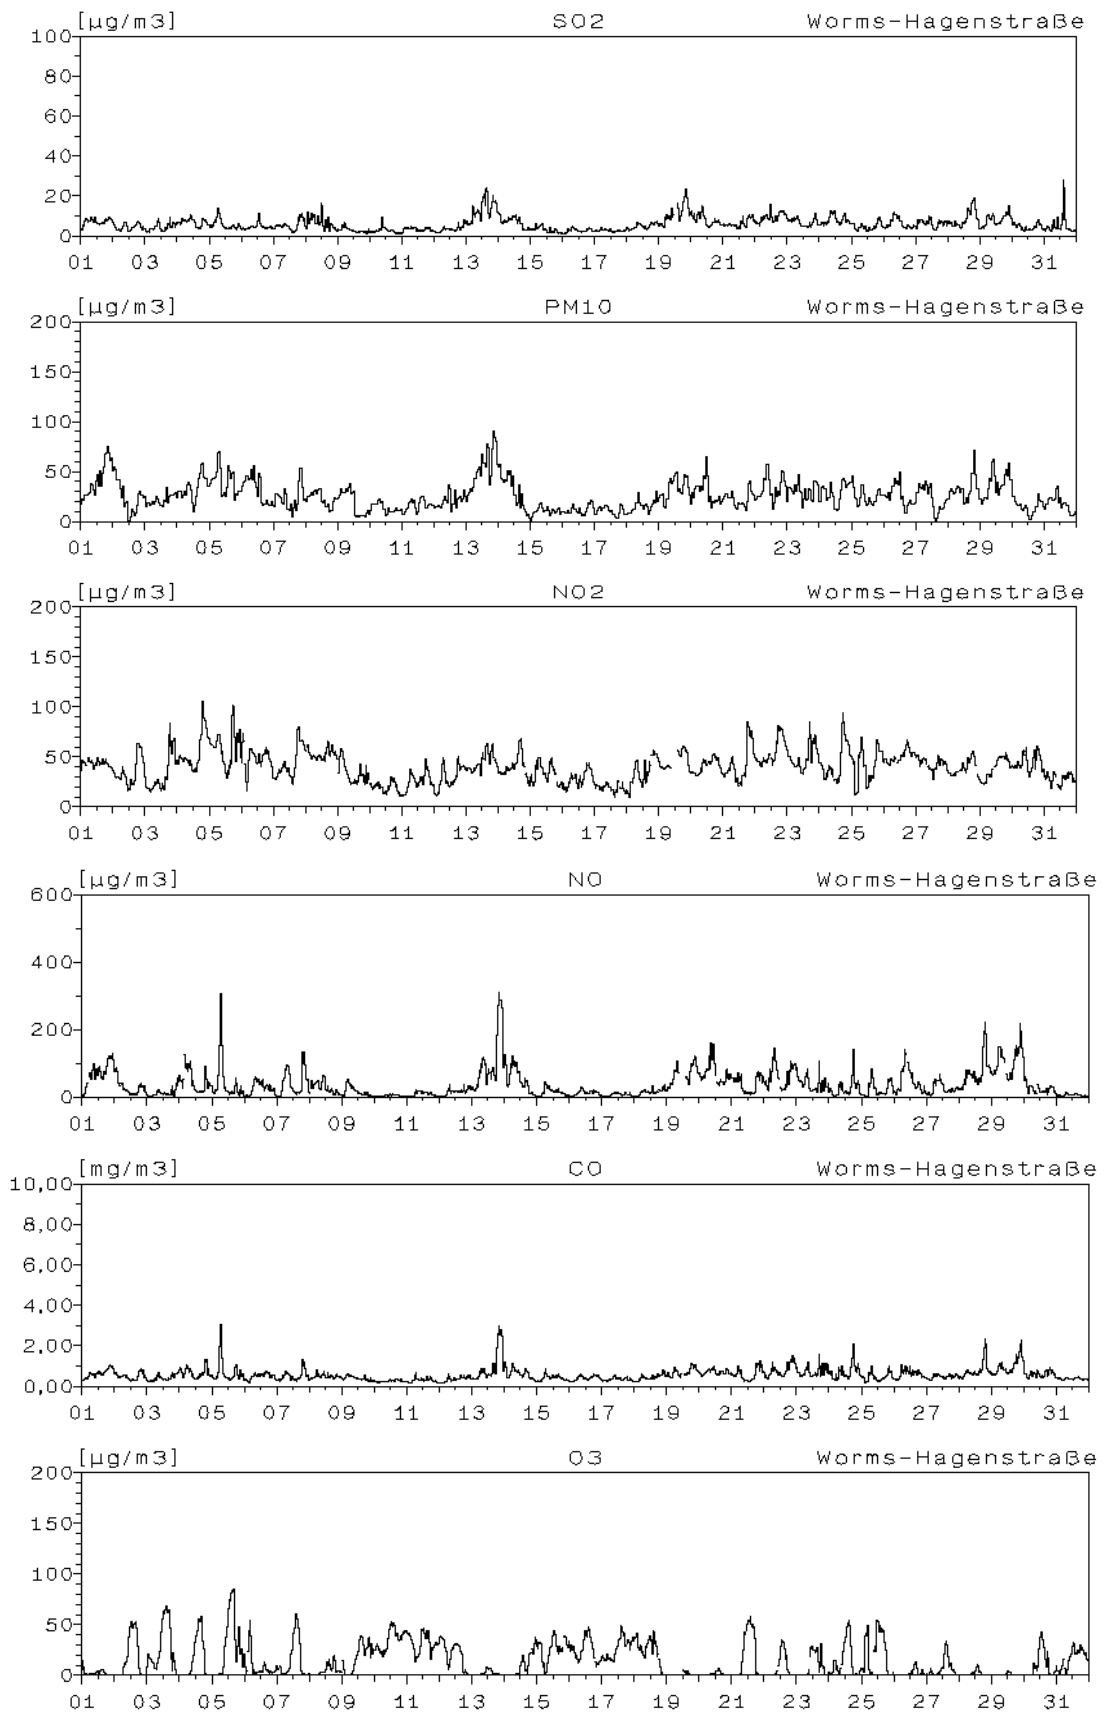 [µg/m3] SO2 Worms-Hagenstraße
100
80
60
40
20
0
01 03 05 07 09 11 13 15 17 19 21 23 25 27 29 31
[µg/m3] PM10 Worms-Hagenstraße
200
150
100
50
0
01 03 05 07 09 11 13 15 17 19 21 23 25 27 29 31
[µg/m3] NO2 Worms-Hagenstraße
200
150
100
50
0
01 03 05 07 09 11 13 15 17 19 21 23 25 27 29 31
[µg/m3] NO Worms-Hagenstraße
600
400
200
0
01 03 05 07 09 11 13 15 17 19 21 23 25 27 29 31
[mg/m3] CO Worms-Hagenstraße
10,00
8,00
6,00
4,00
2,00
0,00
01 03 05 07 09 11 13 15 17 19 21 23 25 27 29 31
[µg/m3] O3 Worms-Hagenstraße
200
150
100
50
0
01 03 05 07 09 11 13 15 17 19 21 23 25 27 29 31